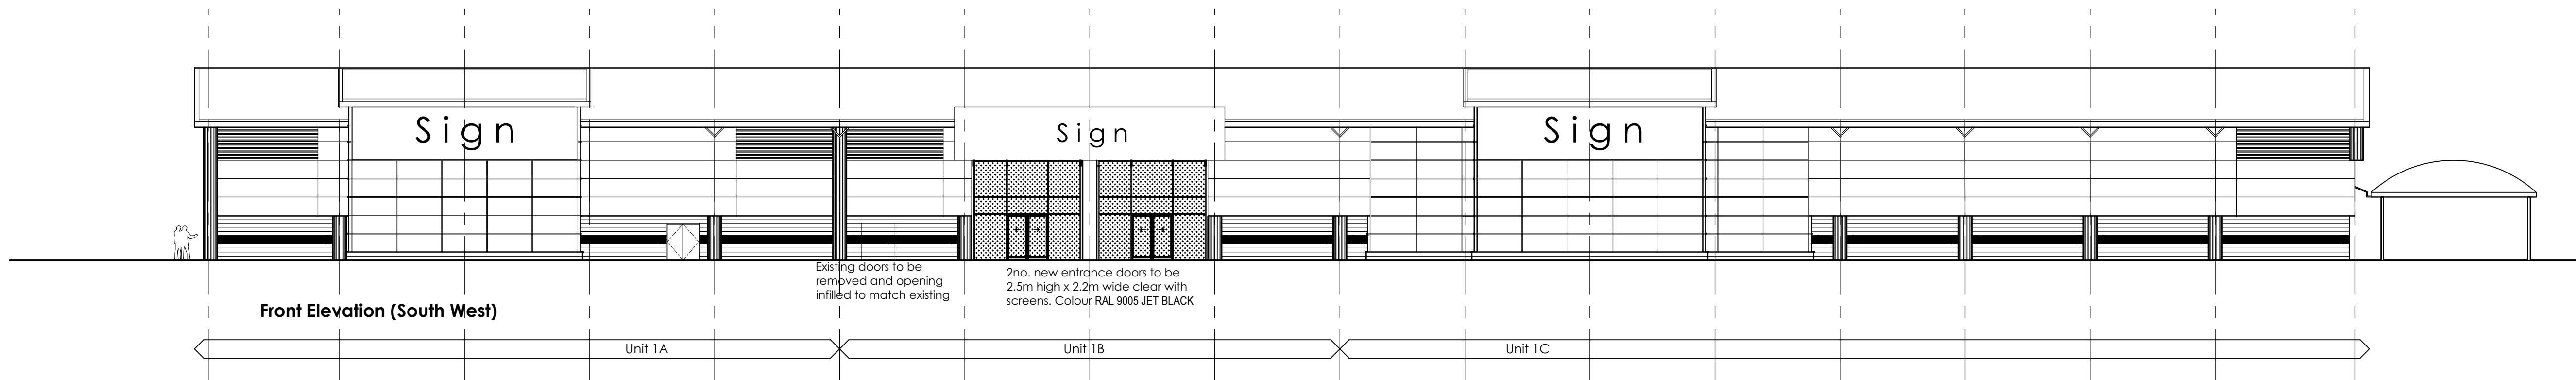 Sign
Sign
Sign
Existing doors to be
removed and opening
infilled to match existing
2no. new entrance doors to be
2.5m high x 2.2m wide clear with
screens. Colour RAL 9005 JET BLACK
Front Elevation (South West)
Unit 1A
Unit 1B
Unit 1C